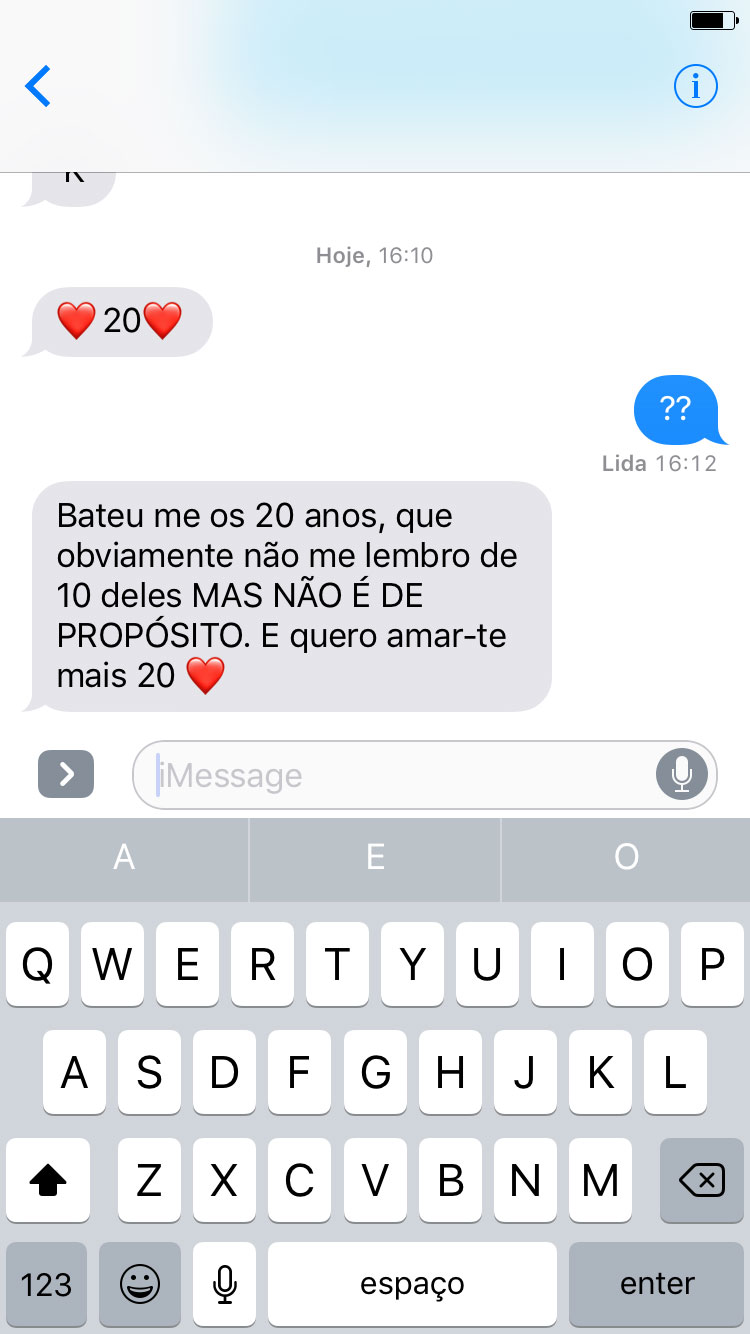 K
Hoje, 16:10
❤️20❤️
??
Lida 16:12
Bateu me os 20 anos, que
obviamente não me lembro de
10 deles MAS NÃO É DE
PROPÓSITO. E quero amar-te
mais 20 ❤️
iMessage
A E O
Q W E R T Y U I O P
A S D F G H J K L
Z X C V B N M
123 espaço enter